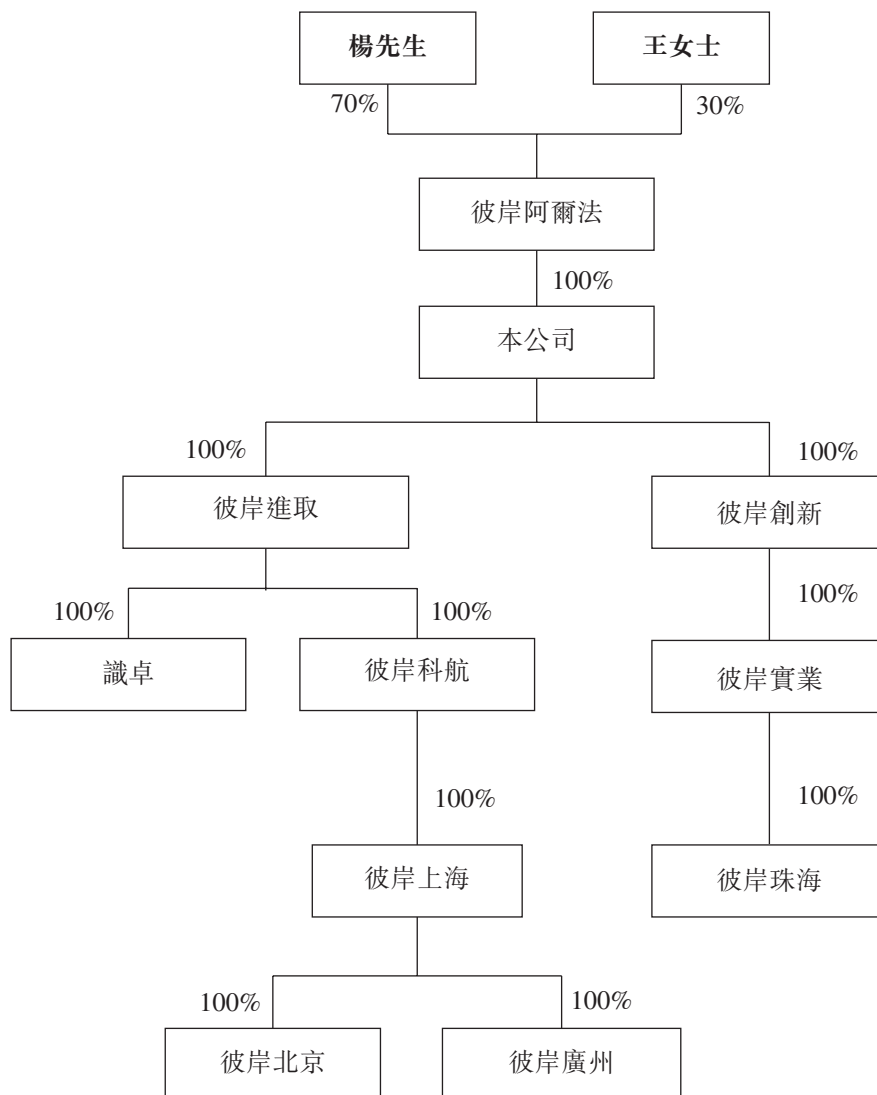 楊先生
王女士
70%
30%
彼岸阿爾法
100%
本公司
100%
100%
彼岸進取
彼岸創新
100%
100%
100%
識卓
彼岸科航
彼岸實業
100%
100%
彼岸上海
彼岸珠海
100%
100%
彼岸北京
彼岸廣州